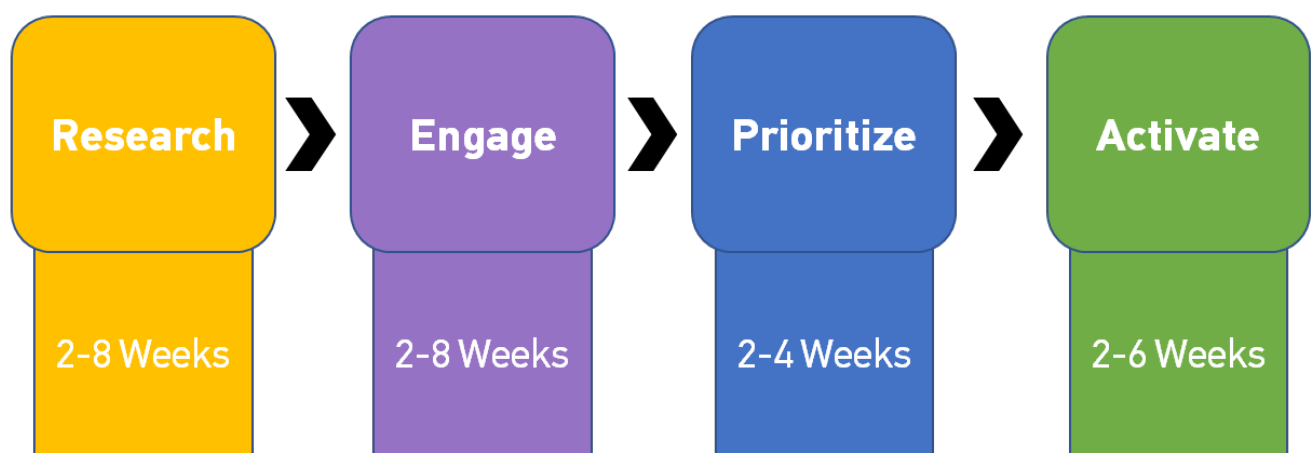 Research
Engage
Prioritize
Activate
2-8 Weeks
2-8 Weeks
2-4 Weeks
2-6 Weeks